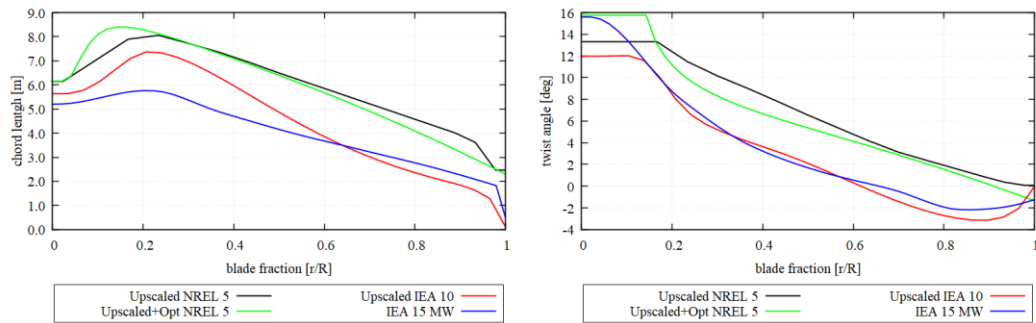 9.0
8.0
7.0
6.0
5.0
4.0
3.0
2.0
1.0
0.0
chord lentgh [m]
0
0.2
0.4
0.6
0.8
1
blade fraction [r/R]
Upscaled NREL 5
Upscaled IEA 10
Upscaled+Opt NREL 5
IEA 15 MW
16
14
12
10
8
6
4
2
0
-2
-4
twist angle [deg]
0
0.2
0.4
0.6
0.8
1
blade fraction [r/R]
Upscaled NREL 5
Upscaled IEA 10
Upscaled+Opt NREL 5
IEA 15 MW